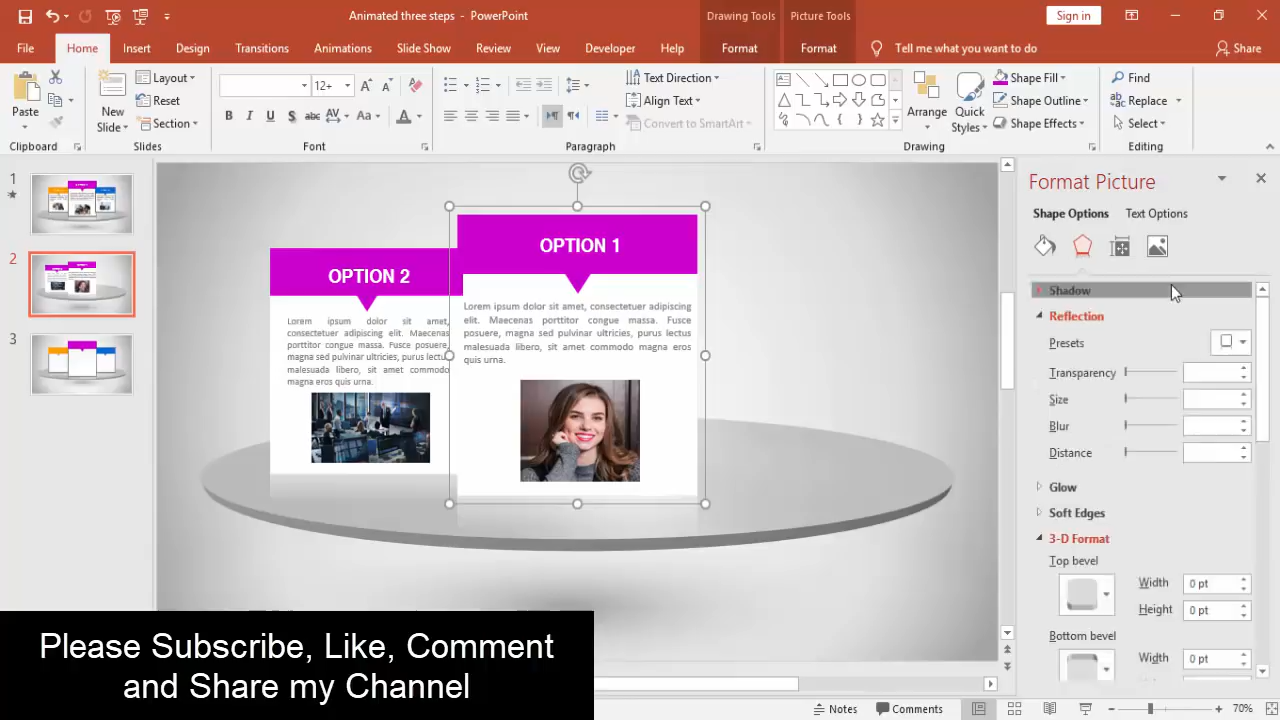 Animated three steps - PowerPoint
Drawing Tools
Picture Tools
Sign in
File
Home
Insert
Design
Transitions
Animations
Slide Show
Review
View
Developer
Help
Format
Format
Tell me what you want to do
Share
Paste
Clipboard
New
Slide
Layout
Reset
Section
Slides
12+
B I U S abc AV Aa A
Font
Text Direction
Align Text
Convert to SmartArt
Paragraph
Arrange
Quick
Styles
Shape Fill
Shape Outline
Shape Effects
Drawing
Find
Replace
Select
Editing
1
2
3
OPTION 2
Lorem ipsum dolor sit amet,
consectetuer adipiscing elit. Maecenas
porttitor congue massa. Fusce posuere,
magna sed pulvinar ultricies, purus lectus
malesuada libero, sit amet commodo
magna eros quis urna.
OPTION 1
Lorem ipsum dolor sit amet, consectetuer adipiscing
elit. Maecenas porttitor congue massa. Fusce
posuere, magna sed pulvinar ultricies, purus lectus
malesuada libero, sit amet commodo magna eros
quis urna.
Format Picture
Shape Options
Text Options
Shadow
Reflection
Presets
Transparency
Size
Blur
Distance
Glow
Soft Edges
3-D Format
Top bevel
Width 0 pt
Height 0 pt
Bottom bevel
Width 0 pt
Please Subscribe, Like, Comment
and Share my Channel
Notes
Comments
70%